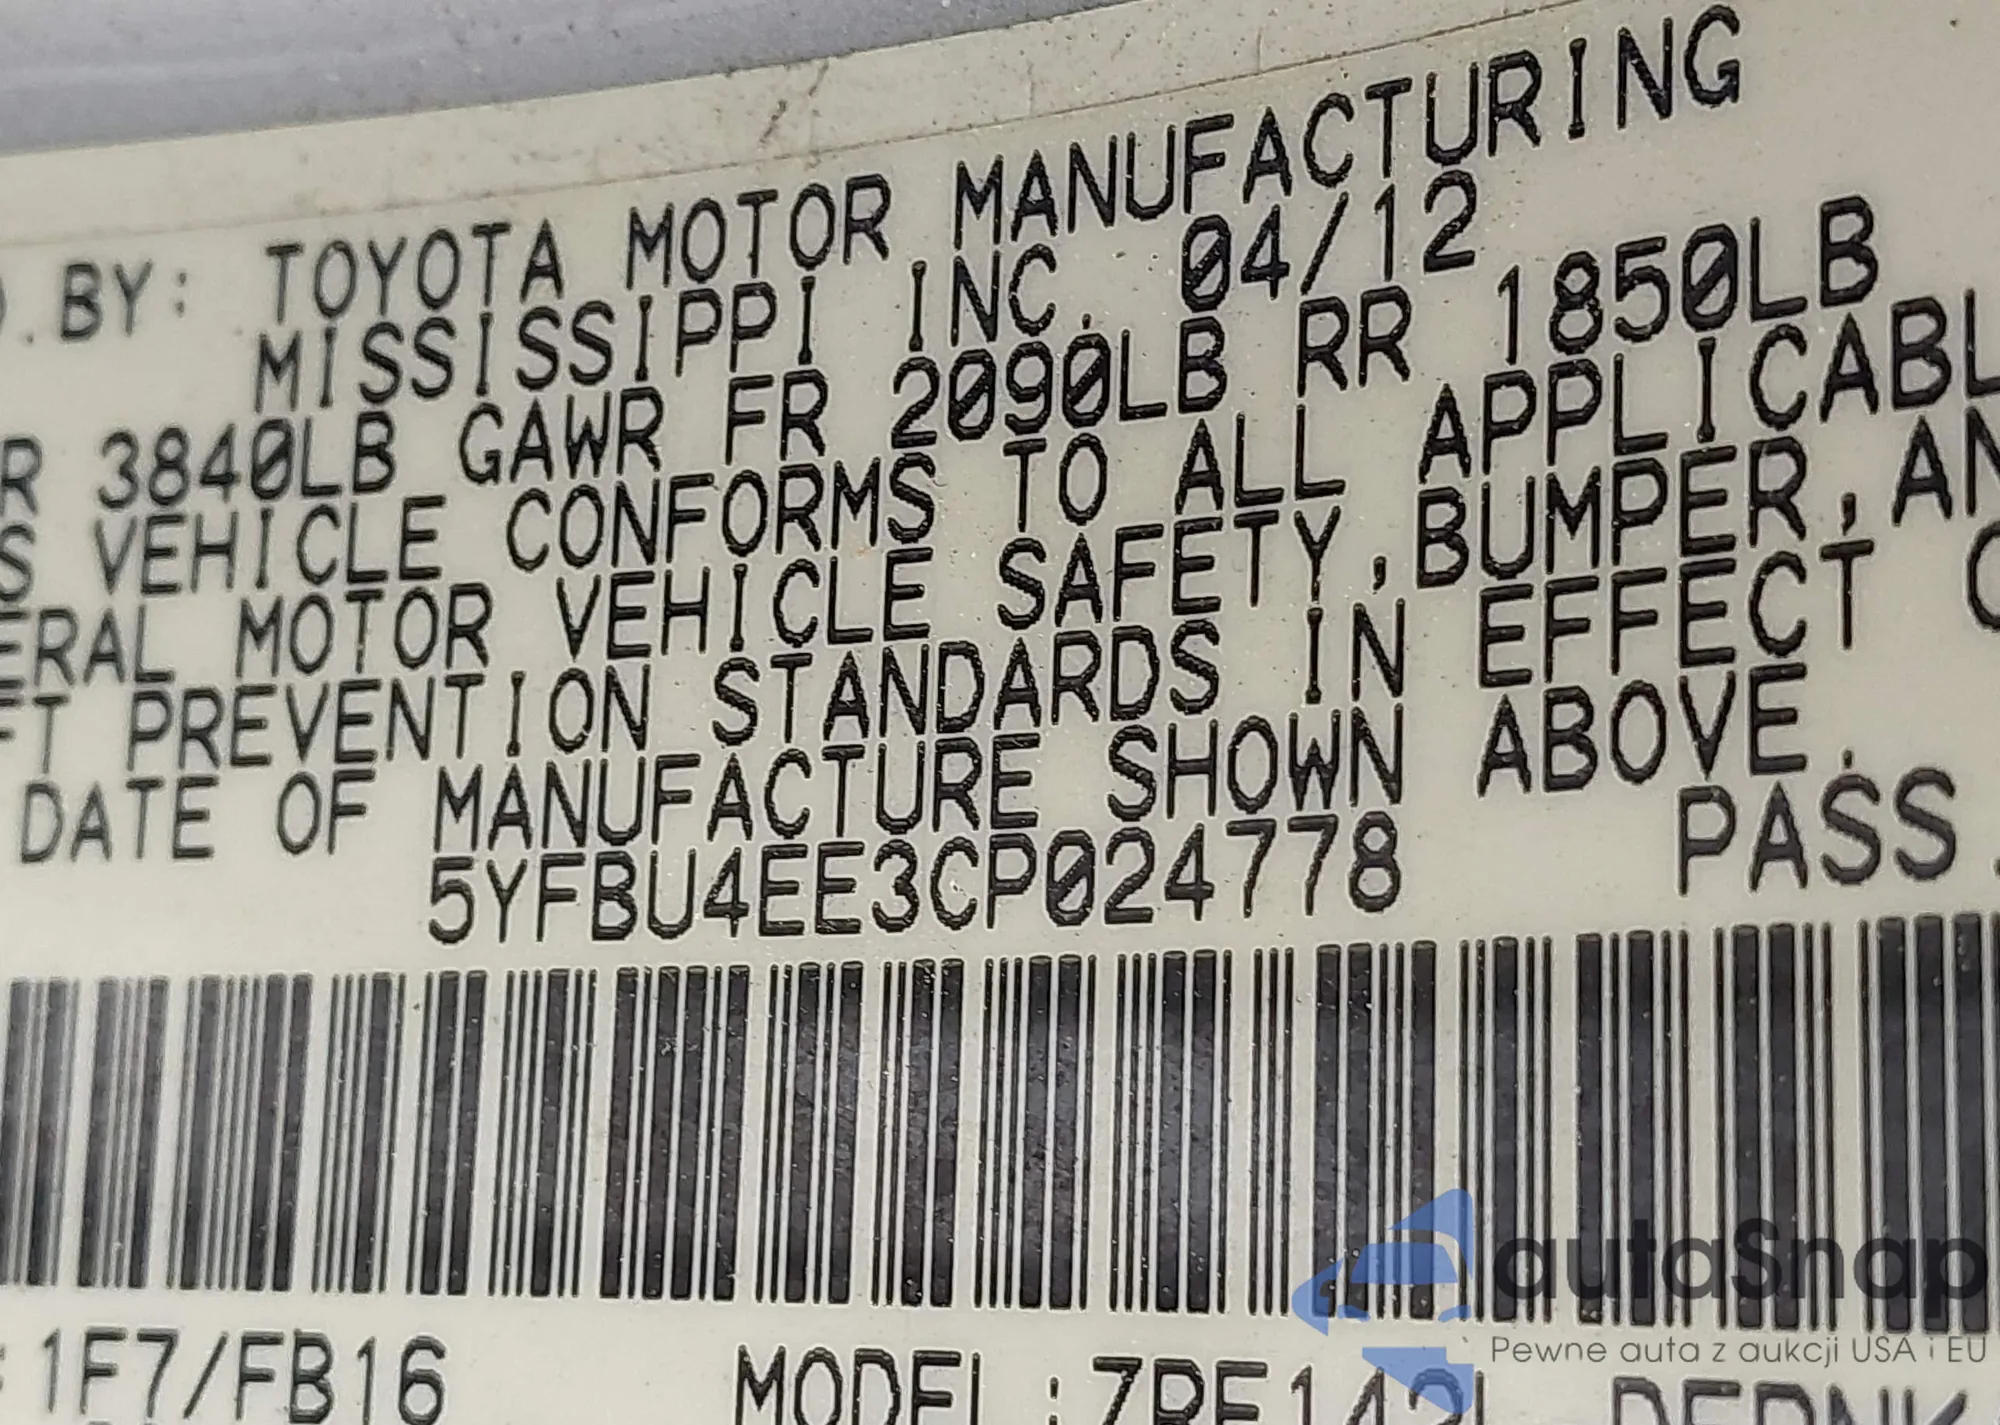 BY: TOYOTA MOTOR MANUFACTURING
MISSISSIPPI INC. 04/12
R 3840LB GAWR FR 2090LB RR 1850LB
S VEHICLE CONFORMS TO ALL APPLICABL
ERAL MOTOR VEHICLE SAFETY,BUMPER,AN
FT PREVENTION STANDARDS IN EFFECT O
DATE OF MANUFACTURE SHOWN ABOVE.
5YFBU4EE3CP024778 PASS.
1F7/FB16 MODEL:ZRE142L
autaSnap
Pewne auta z aukcji USA i EU